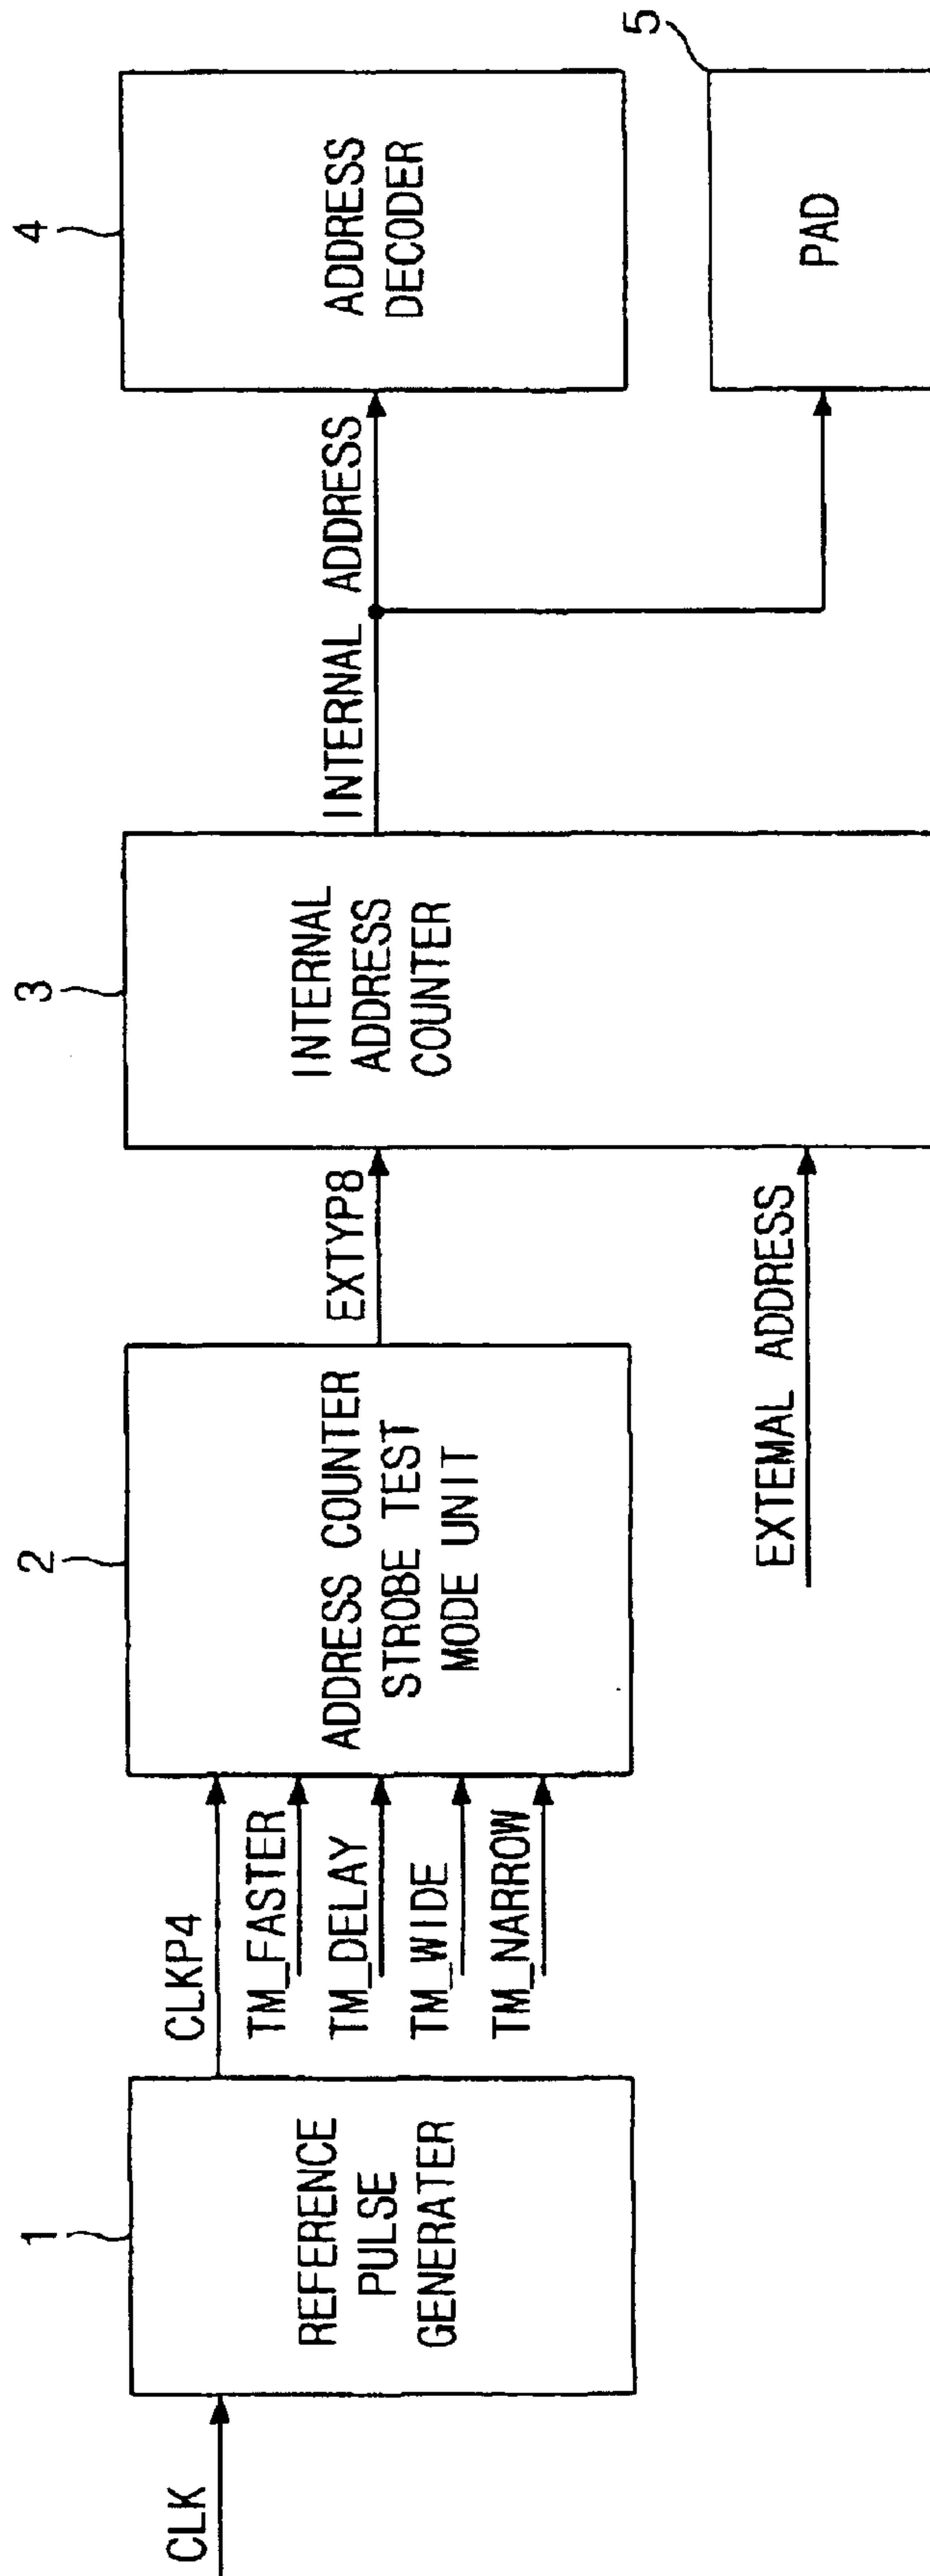 CLK
1
REFERENCE
PULSE
GENERATER
CLKP4
TM_FASTER
TM_DELAY
TM_WIDE
TM_NARROW
2
ADDRESS COUNTER
STROBE TEST
MODE UNIT
EXTYP8
EXTEMAL ADDRESS
3
INTERNAL
ADDRESS
COUNTER
INTERNAL ADDRESS
4
ADDRESS
DECODER
5
PAD